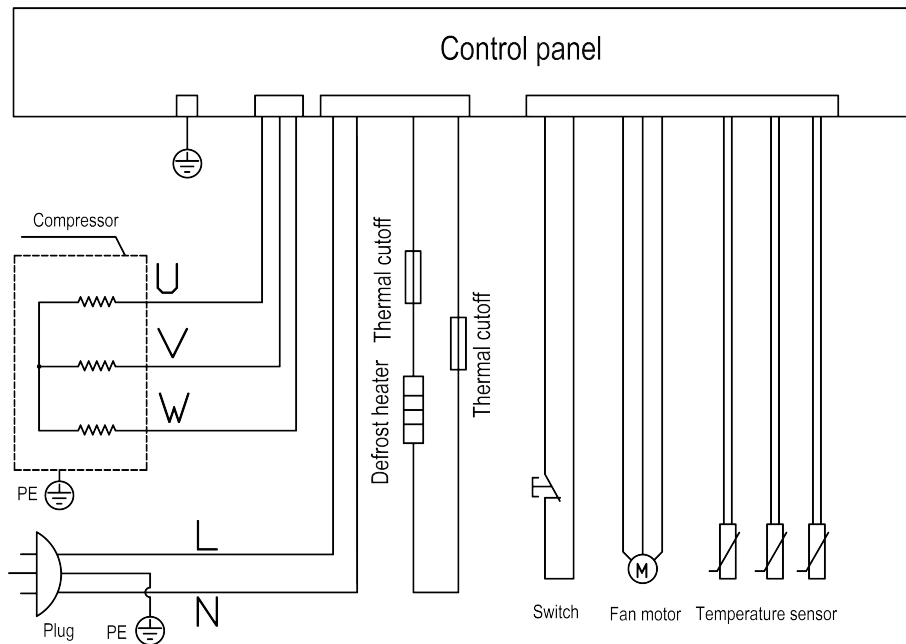 Control panel
Compressor
U
V
W
PE
Thermal cutoff
Defrost heater
Thermal cutoff
L
N
Plug
PE
M
Switch
Fan motor
Temperature sensor